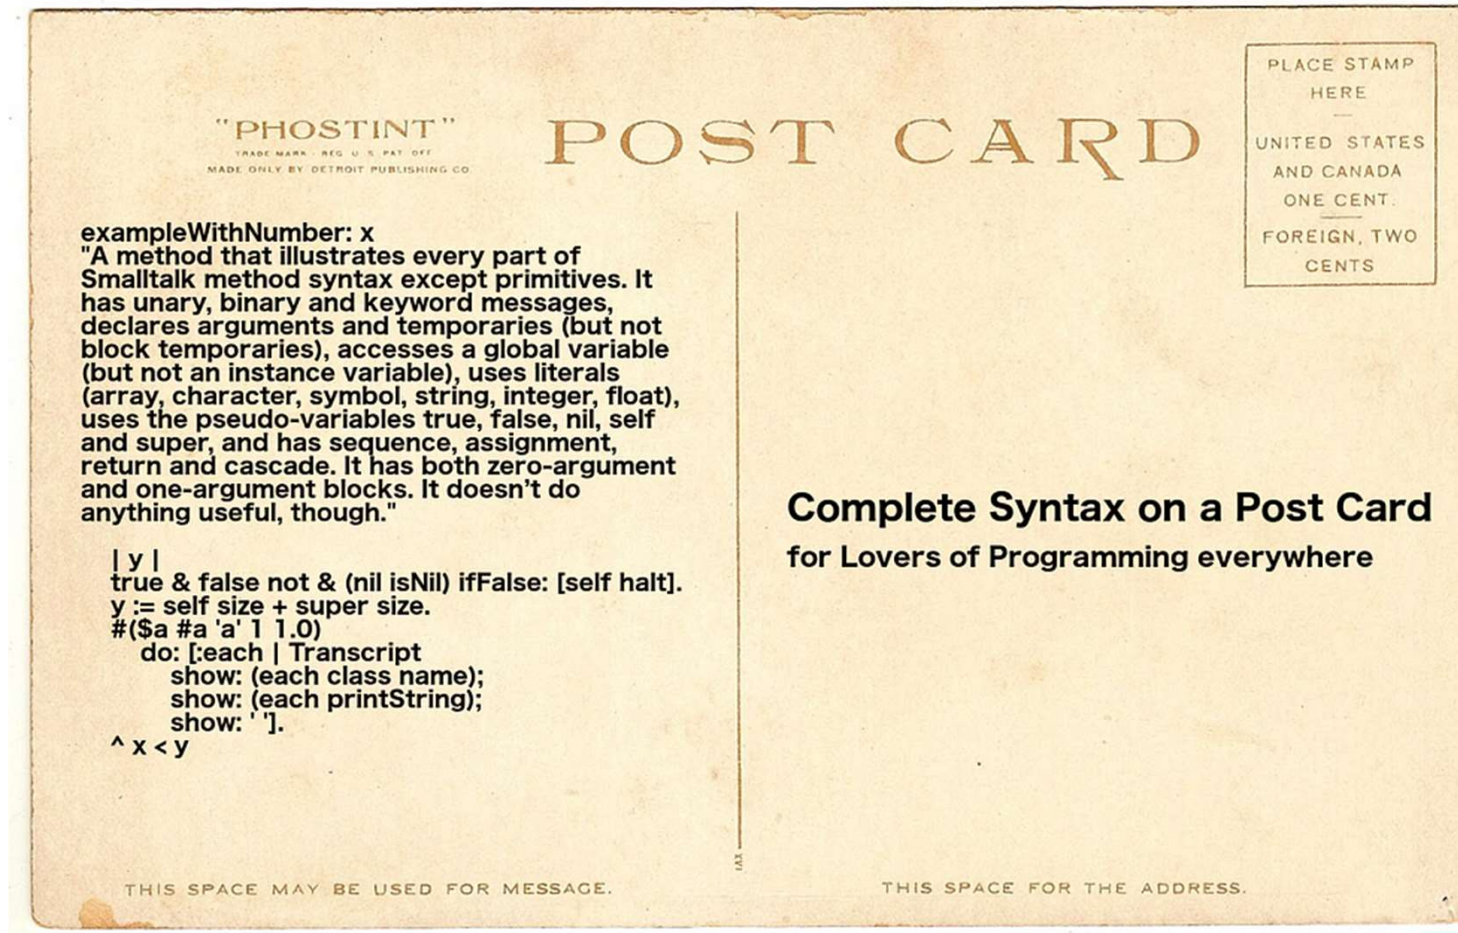 "PHOSTINT"
TRADE MARK - REG. U. S. PAT. OFF.
MADE ONLY BY DETROIT PUBLISHING CO.
POST CARD
PLACE STAMP
HERE
UNITED STATES
AND CANADA
ONE CENT.
FOREIGN, TWO
CENTS
exampleWithNumber: x
"A method that illustrates every part of
Smalltalk method syntax except primitives. It
has unary, binary and keyword messages,
declares arguments and temporaries (but not
block temporaries), accesses a global variable
(but not an instance variable), uses literals
(array, character, symbol, string, integer, float),
uses the pseudo-variables true, false, nil, self
and super, and has sequence, assignment,
return and cascade. It has both zero-argument
and one-argument blocks. It doesn't do
anything useful, though."
| y |
true & false not & (nil isNil) ifFalse: [self halt].
y := self size + super size.
#($a #a 'a' 1 1.0)
do: [:each | Transcript
show: (each class name);
show: (each printString);
show: ' '].
^ x < y
Complete Syntax on a Post Card
for Lovers of Programming everywhere
THIS SPACE MAY BE USED FOR MESSAGE.
THIS SPACE FOR THE ADDRESS.